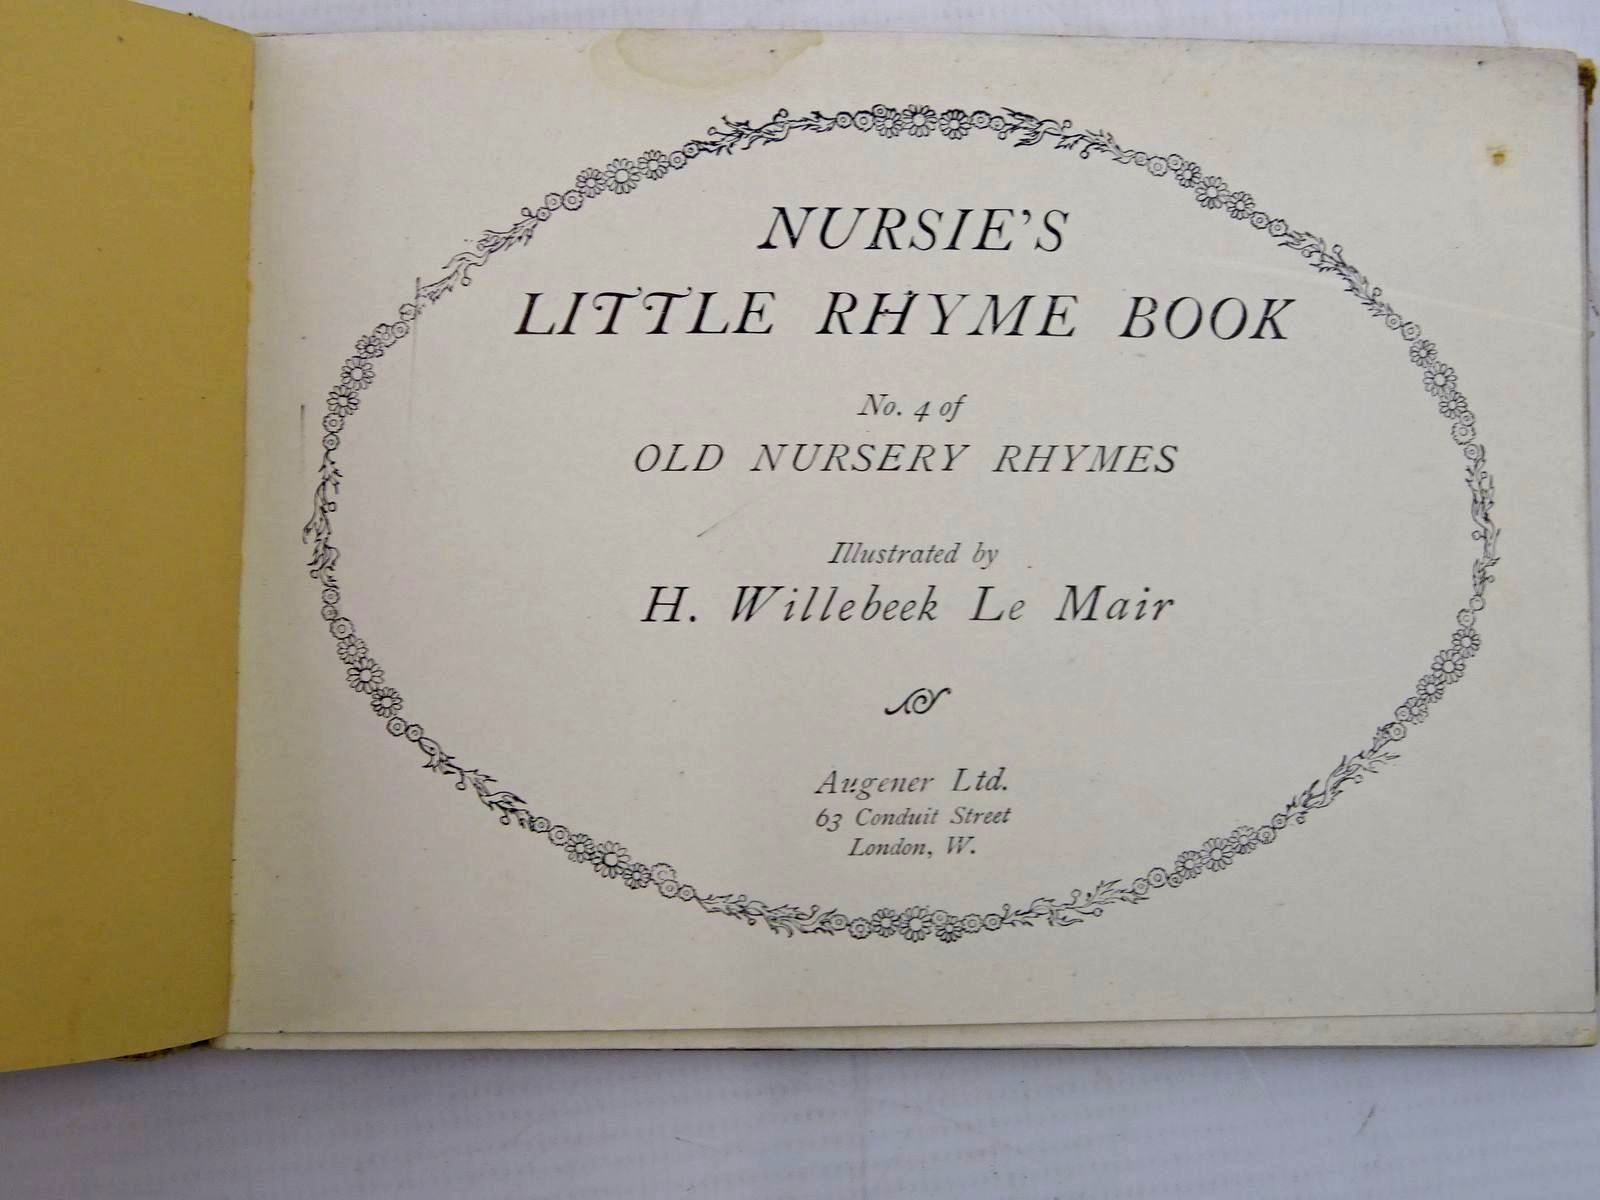 NURSIE'S
LITTLE RHYME BOOK
No. 4 of
OLD NURSERY RHYMES
Illustrated by
H. Willebeek Le Mair
Augener Ltd.
63 Conduit Street
London, W.